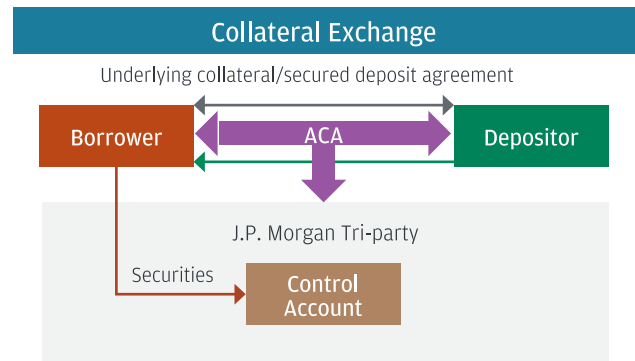 Collateral Exchange
Underlying collateral/secured deposit agreement
Borrower
ACA
Depositor
J.P. Morgan Tri-party
Securities
Control
Account